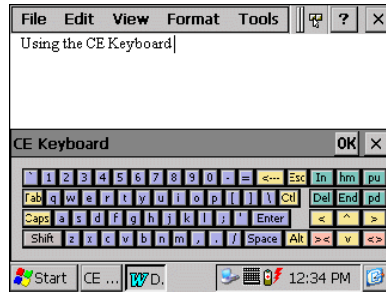 File Edit View Format Tools ? ×
Using the CE Keyboard
CE Keyboard OK ×
` 1 2 3 4 5 6 7 8 9 0 - = <--- Esc In hm pu
Tab q w e r t y u i o p [ ] \ Ctl Del End pd
Caps a s d f g h j k l ; ' Enter < ^ >
Shift z x c v b n m , . / Space Alt >< v <>
Start CE ... W D. 12:34 PM